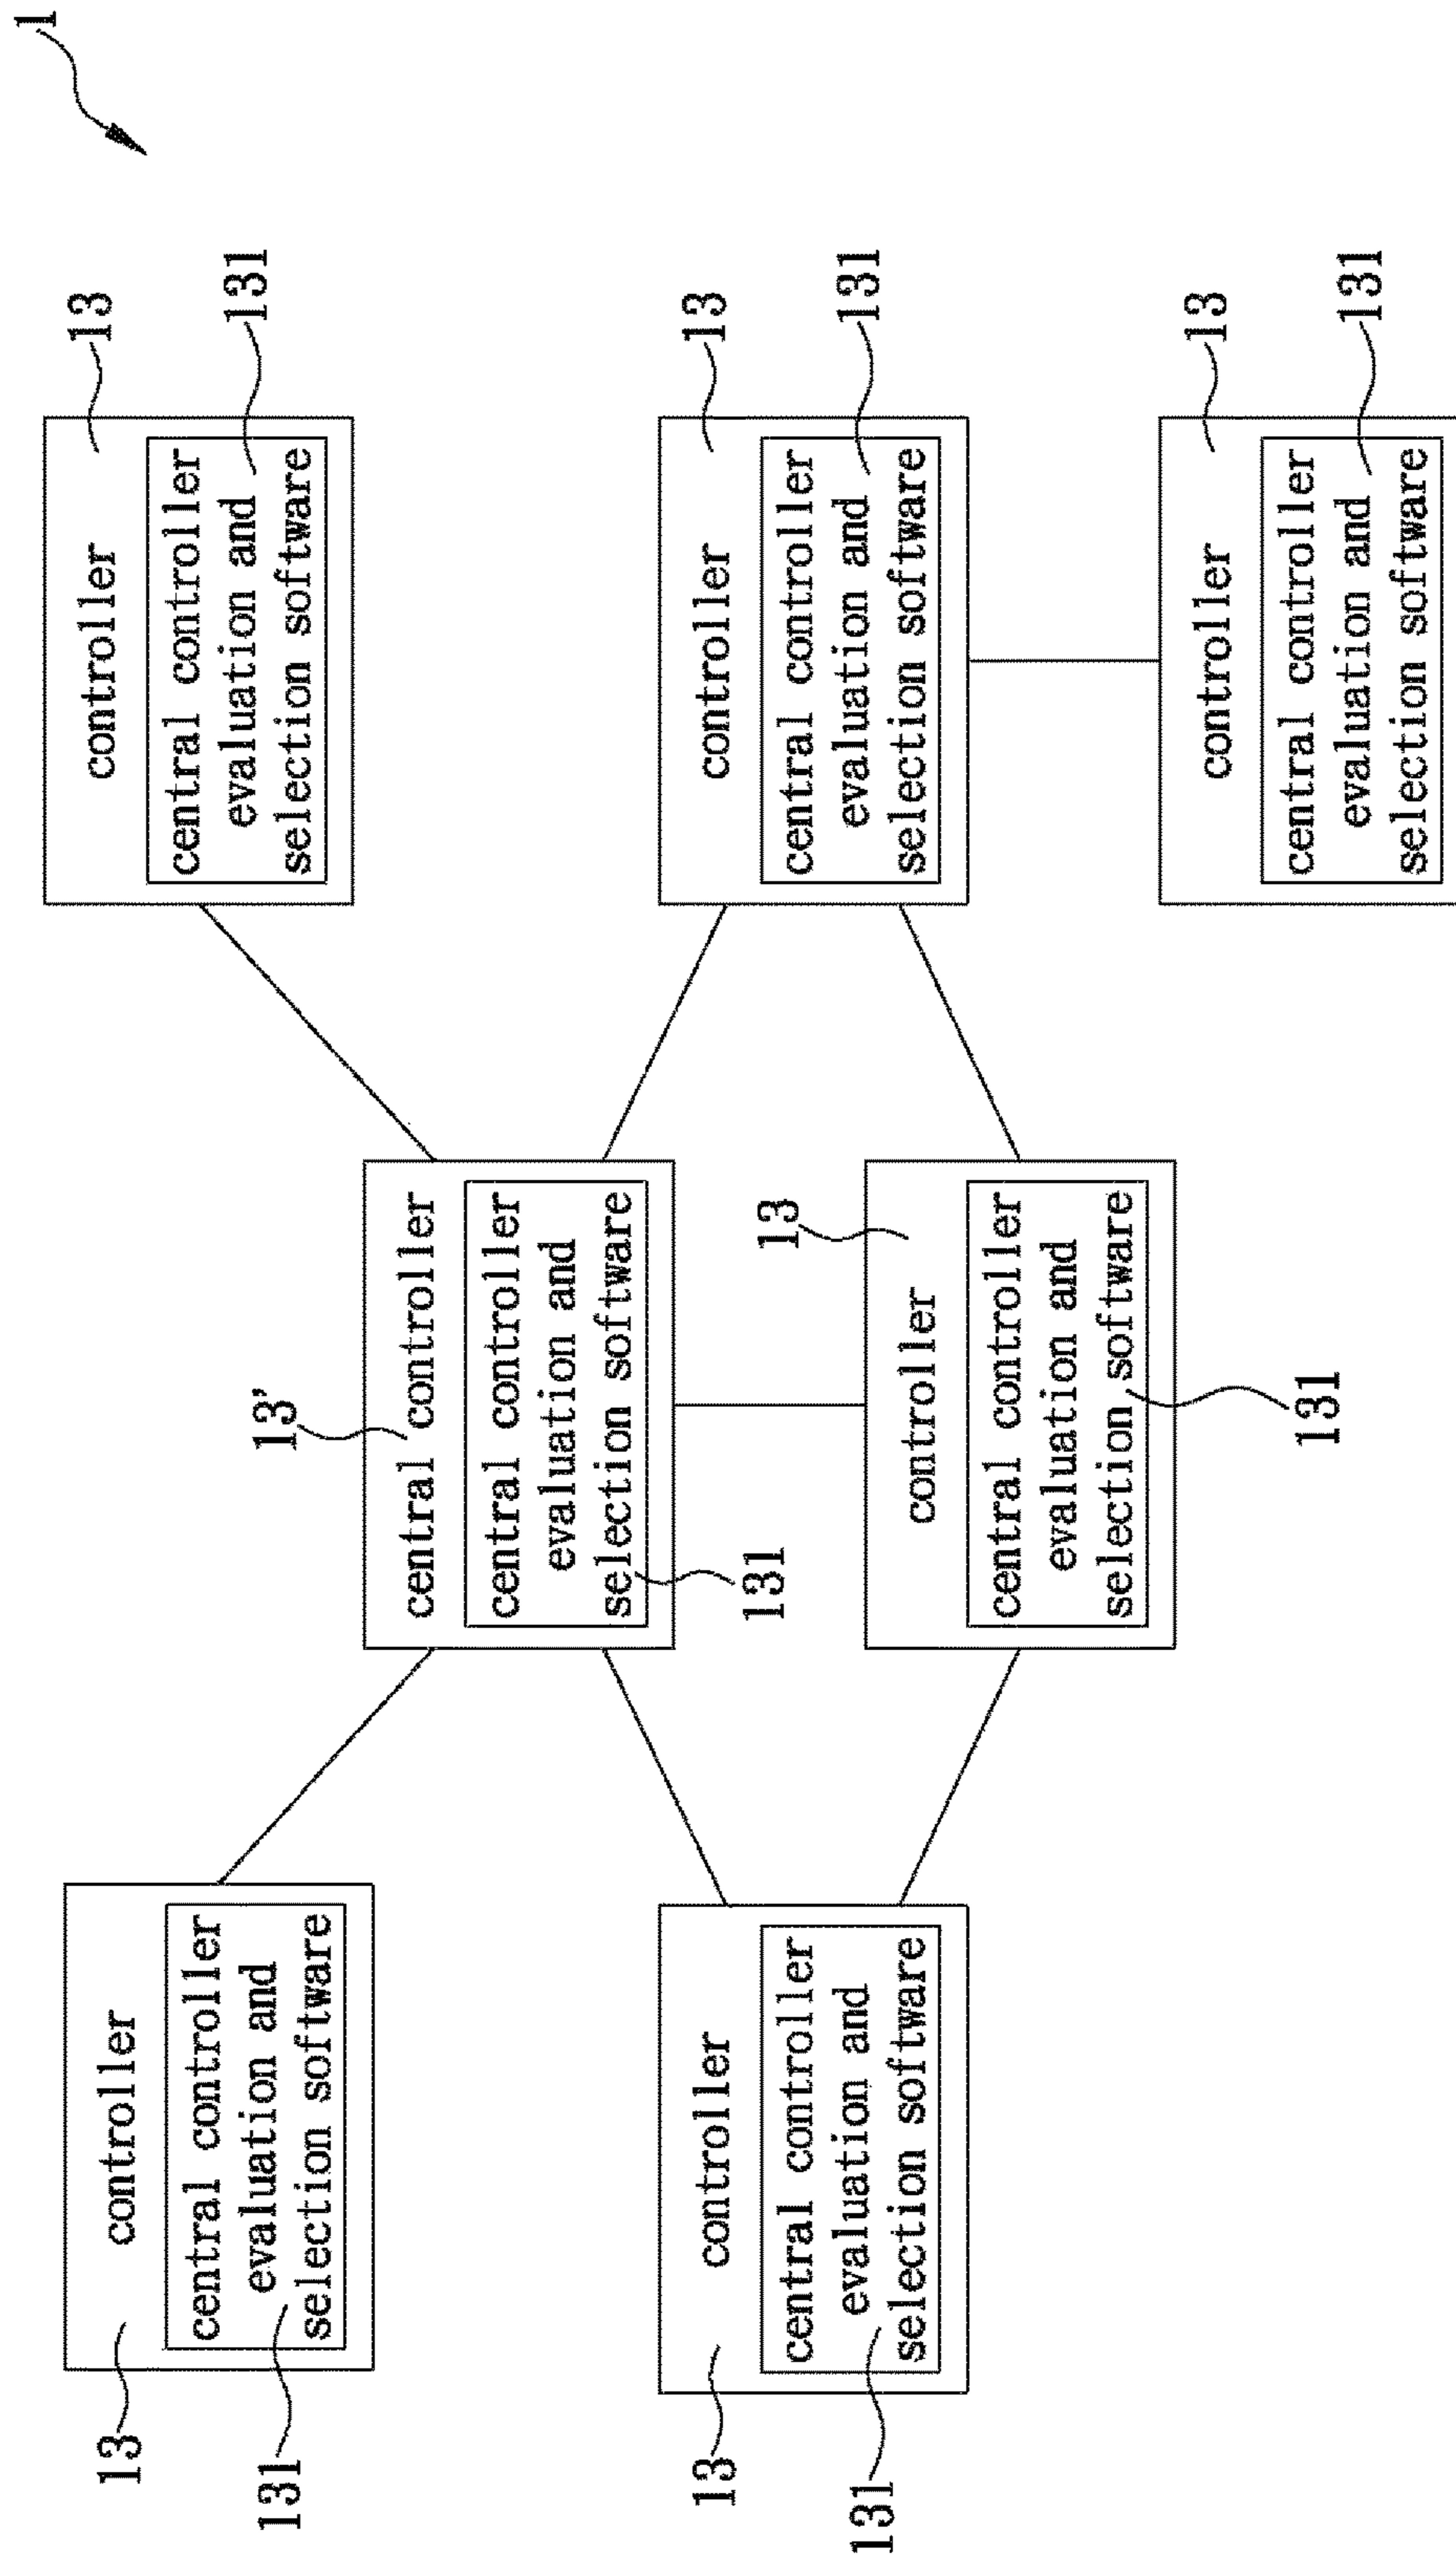 1
13
controller
131
central controller
evaluation and
selection software
controller
13
central controller
evaluation and
selection software
131
13'
central controller
central controller
evaluation and
selection software
131
13
controller
131
central controller
evaluation and
selection software
controller
13
central controller
evaluation and
selection software
131
13
controller
central controller
evaluation and
selection software
131
controller
13
central controller
evaluation and
selection software
131